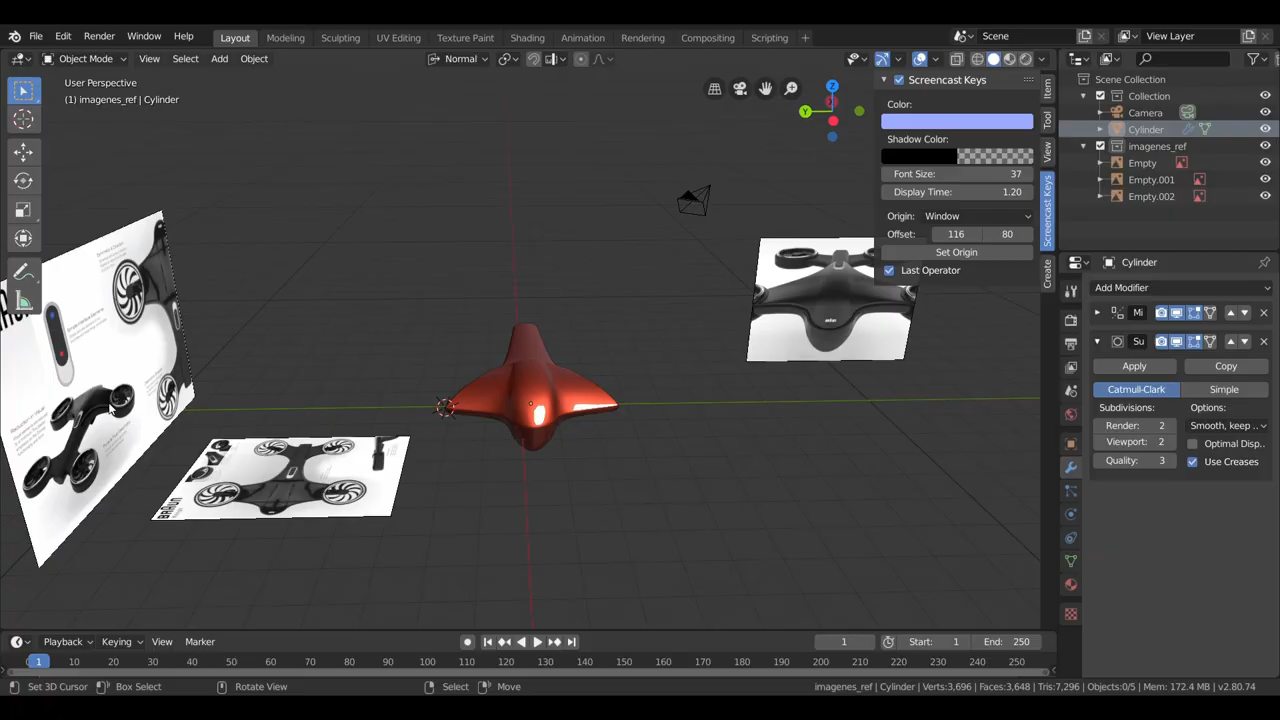 File Edit Render Window Help Layout Modeling Sculpting UV Editing Texture Paint Shading Animation Rendering Compositing Scripting + Scene View Layer
Object Mode View Select Add Object Normal
User Perspective
(1) imagenes_ref | Cylinder
Y
Z
Screencast Keys
Color:
Shadow Color:
Font Size: 37
Display Time: 1.20
Origin: Window
Offset: 116 80
Set Origin
Last Operator
Item
Tool
View
Screencast Keys
Create
Scene Collection
Collection
Camera
Cylinder
imagenes_ref
Empty
Empty.001
Empty.002
Cylinder
Add Modifier
Mi
Su
Apply Copy
Catmull-Clark Simple
Subdivisions: Options:
Render: 2 Smooth, keep ..
Viewport: 2 Optimal Disp..
Quality: 3 Use Creases
BRAUN
Playback Keying View Marker 1 Start: 1 End: 250
1 10 20 30 40 50 60 70 80 90 100 110 120 130 140 150 160 170 180 190 200 210 220 230 240 250
Set 3D Cursor Box Select Rotate View Select Move imagenes_ref | Cylinder | Verts:3,696 | Faces:3,648 | Tris:7,296 | Objects:0/5 | Mem: 172.4 MB | v2.80.74